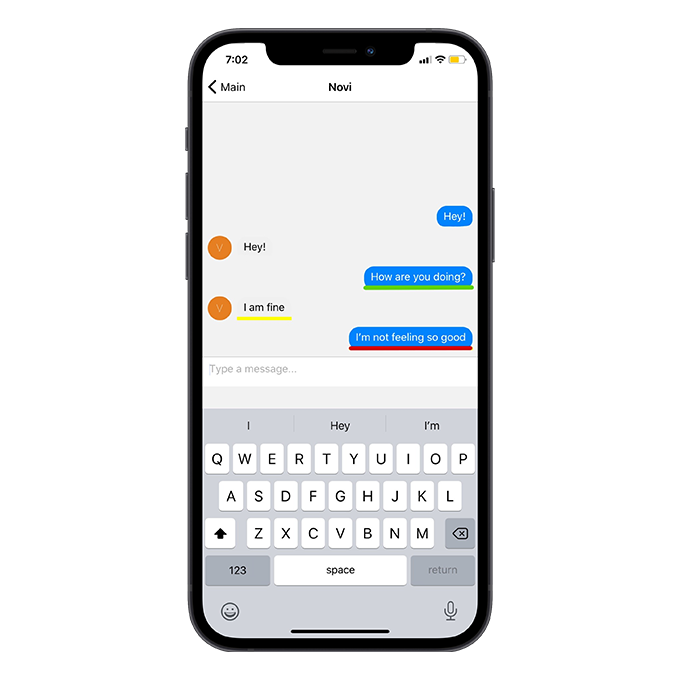 7:02
Main
Novi
Hey!
V
Hey!
How are you doing?
V
I am fine
I'm not feeling so good
Type a message...
I Hey I'm
Q W E R T Y U I O P
A S D F G H J K L
Z X C V B N M
123 space return